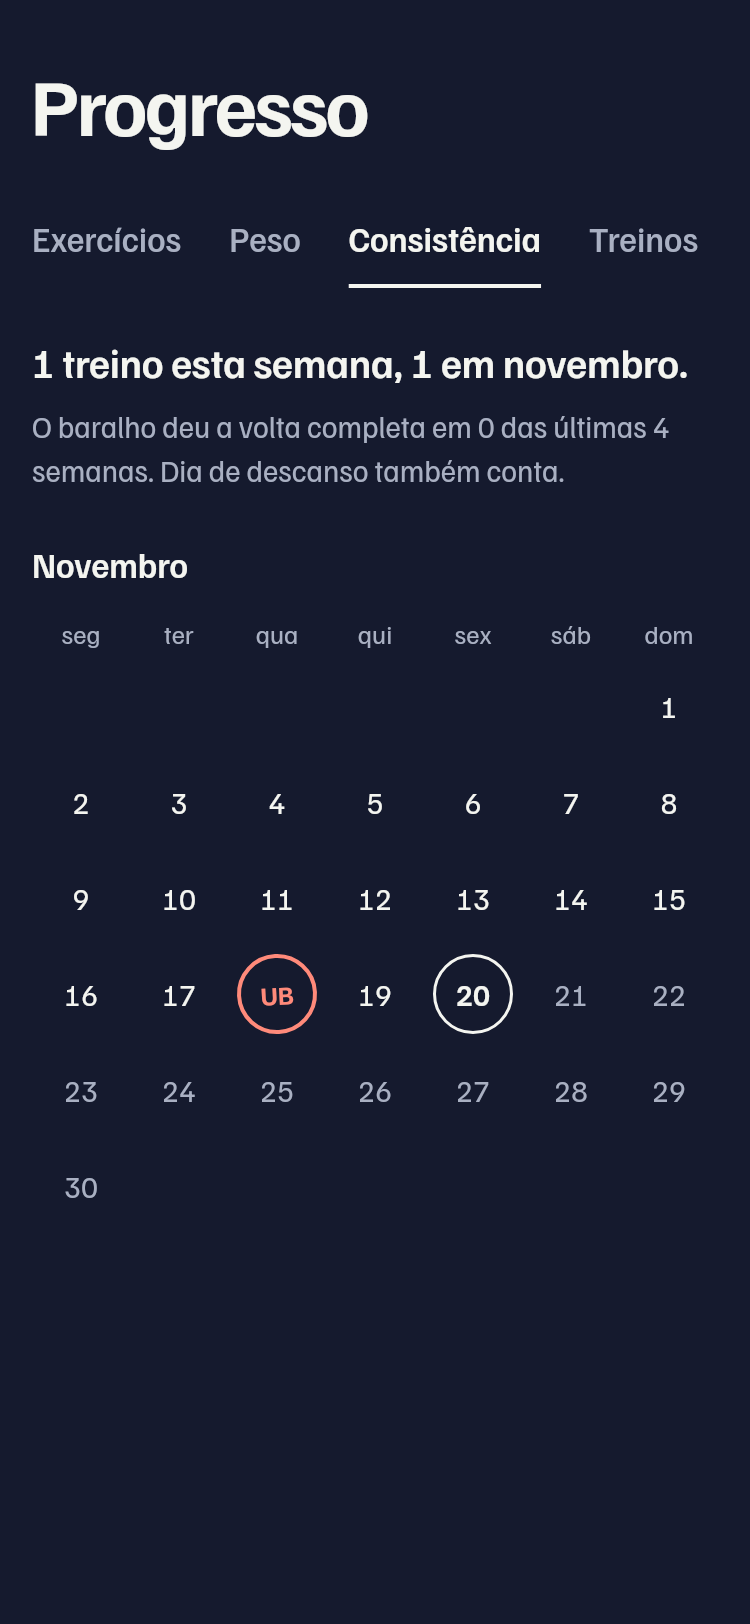 Progresso
Exercícios Peso Consistência Treinos
1 treino esta semana, 1 em novembro.
O baralho deu a volta completa em 0 das últimas 4
semanas. Dia de descanso também conta.
Novembro
seg ter qua qui sex sáb dom
1
2 3 4 5 6 7 8
9 10 11 12 13 14 15
16 17 UB 19 20 21 22
23 24 25 26 27 28 29
30